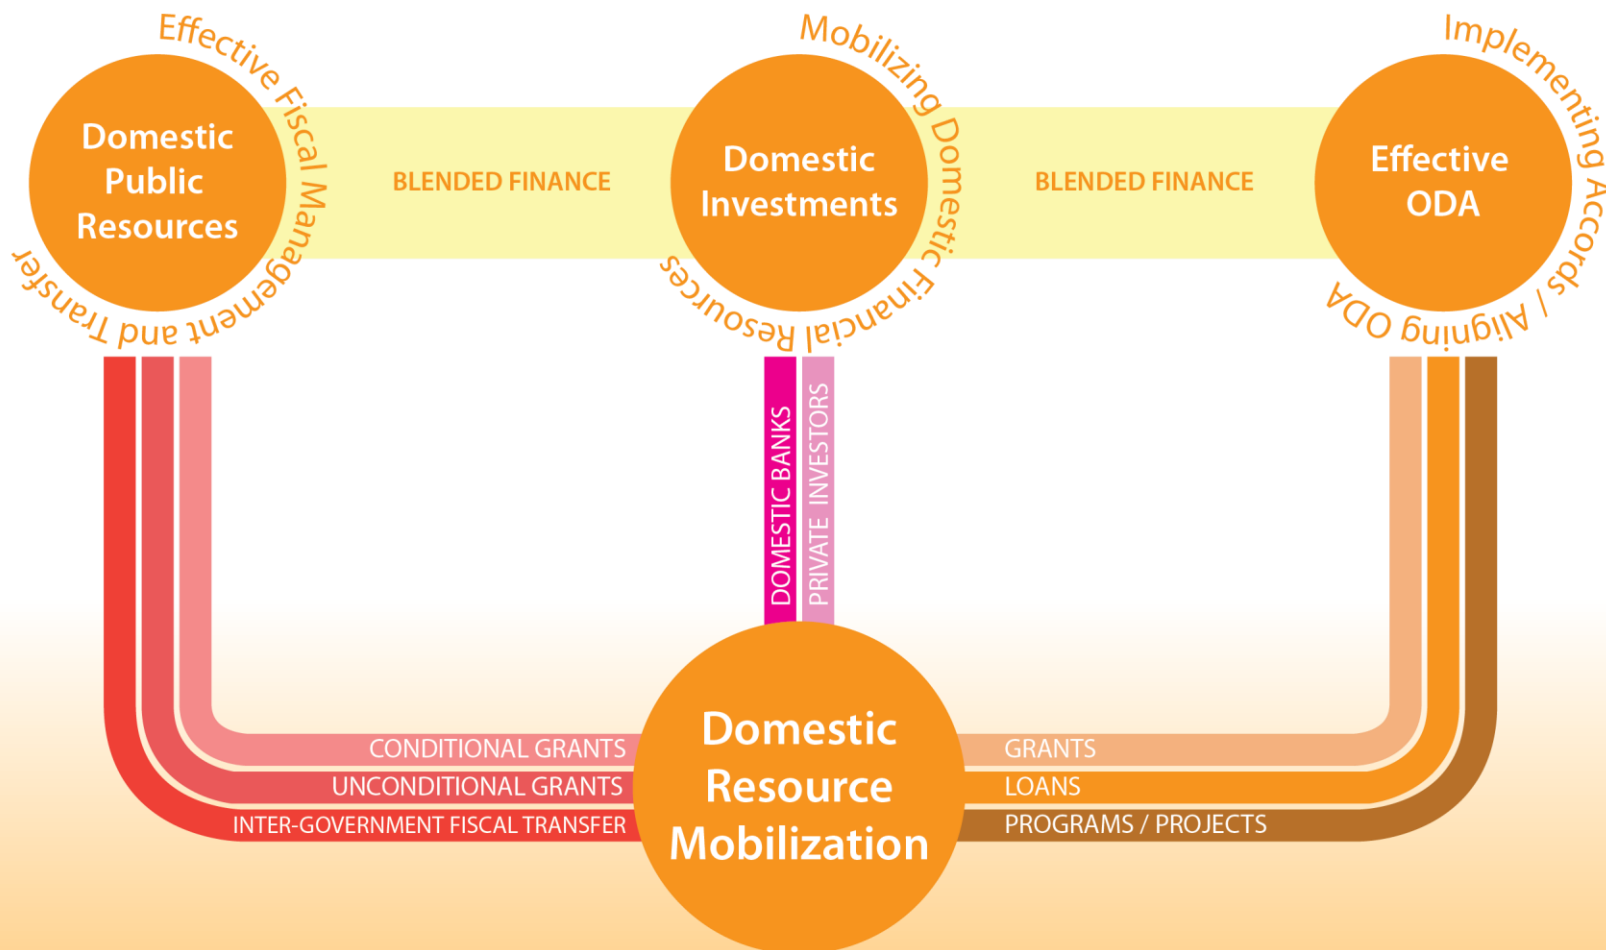 Effective Fiscal Management and Transfer
Domestic
Public
Resources
BLENDED FINANCE
Mobilizing Domestic Financial Resources
Domestic
Investments
BLENDED FINANCE
Implementing Accords / Aligning ODA
Effective
ODA
DOMESTIC BANKS
PRIVATE INVESTORS
CONDITIONAL GRANTS
UNCONDITIONAL GRANTS
INTER-GOVERNMENT FISCAL TRANSFER
Domestic
Resource
Mobilization
GRANTS
LOANS
PROGRAMS / PROJECTS